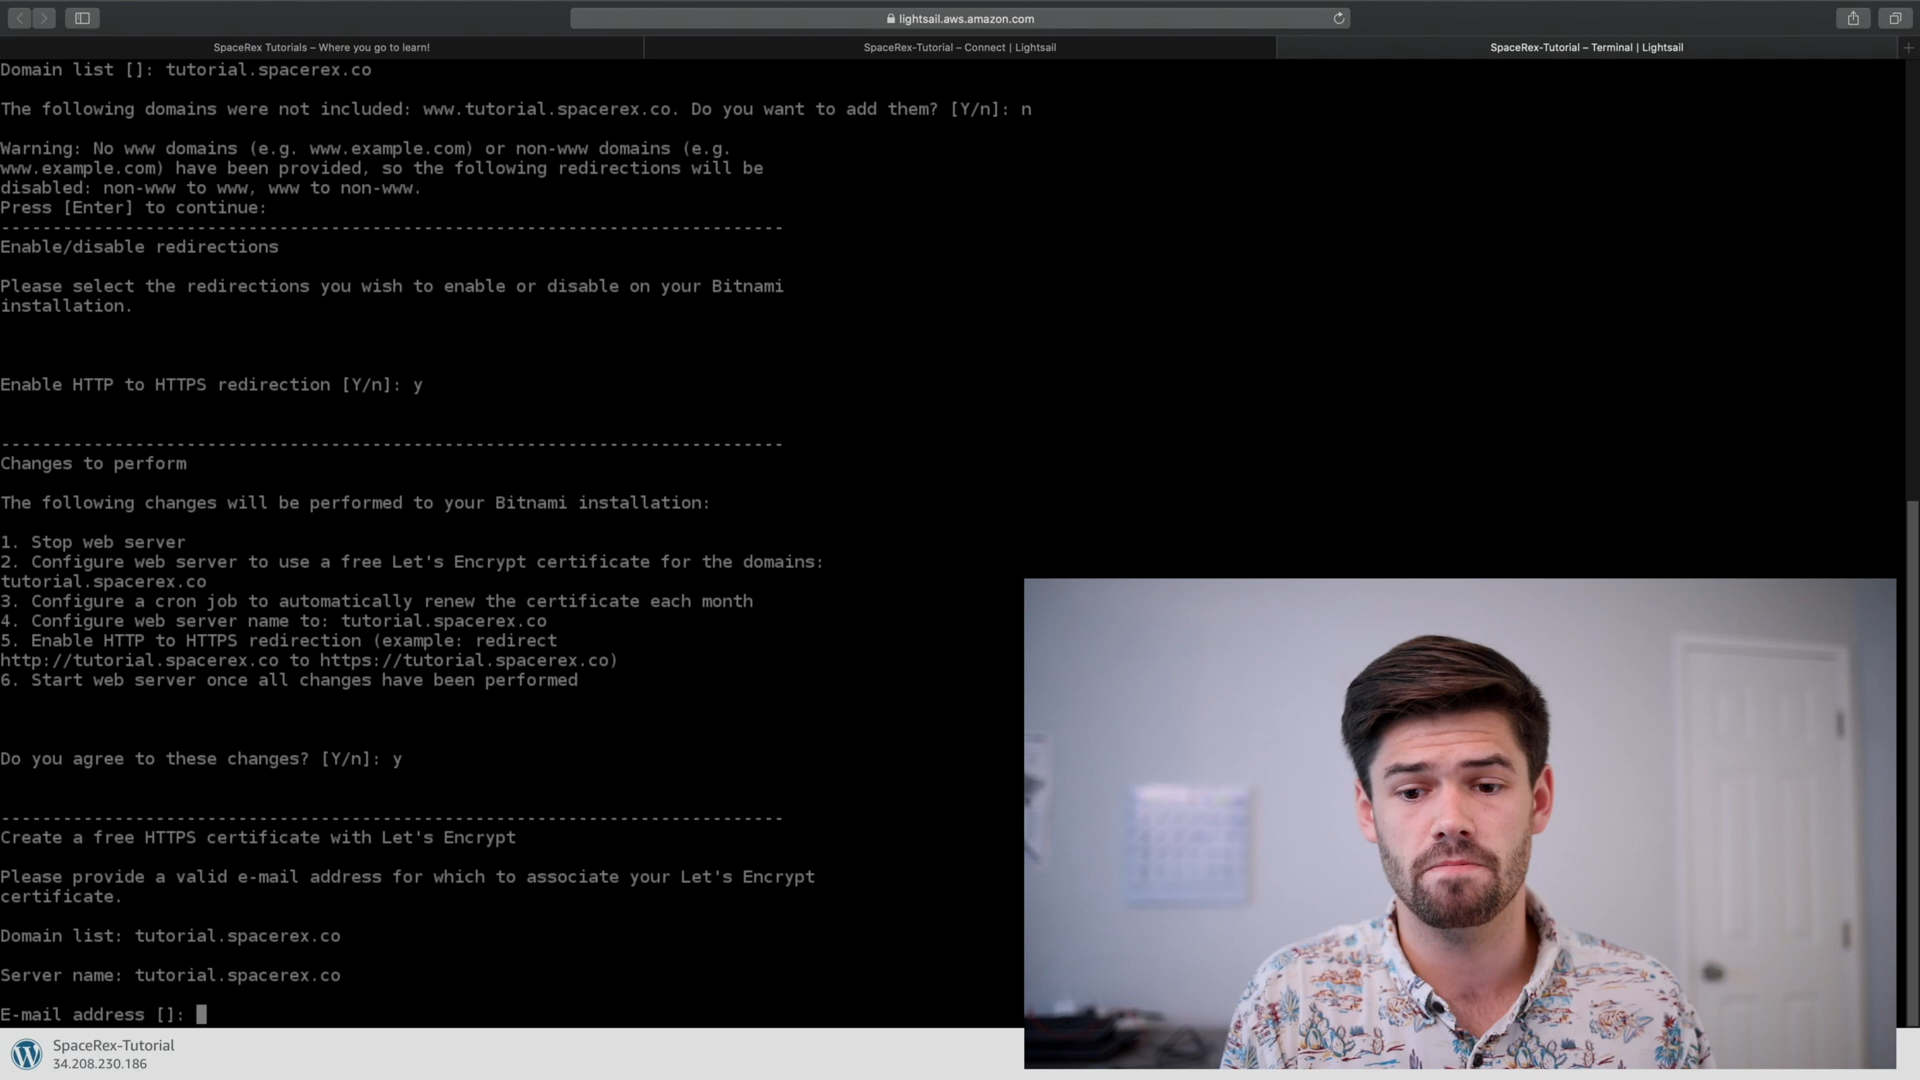 lightsail.aws.amazon.com
SpaceRex Tutorials – Where you go to learn!
SpaceRex-Tutorial – Connect | Lightsail
SpaceRex-Tutorial – Terminal | Lightsail
Domain list []: tutorial.spacerex.co
The following domains were not included: www.tutorial.spacerex.co. Do you want to add them? [Y/n]: n
Warning: No www domains (e.g. www.example.com) or non-www domains (e.g.
www.example.com) have been provided, so the following redirections will be
disabled: non-www to www, www to non-www.
Press [Enter] to continue:
----------------------------------------------------------------------------
Enable/disable redirections
Please select the redirections you wish to enable or disable on your Bitnami
installation.
Enable HTTP to HTTPS redirection [Y/n]: y
----------------------------------------------------------------------------
Changes to perform
The following changes will be performed to your Bitnami installation:
1. Stop web server
2. Configure web server to use a free Let's Encrypt certificate for the domains:
tutorial.spacerex.co
3. Configure a cron job to automatically renew the certificate each month
4. Configure web server name to: tutorial.spacerex.co
5. Enable HTTP to HTTPS redirection (example: redirect
http://tutorial.spacerex.co to https://tutorial.spacerex.co)
6. Start web server once all changes have been performed
Do you agree to these changes? [Y/n]: y
----------------------------------------------------------------------------
Create a free HTTPS certificate with Let's Encrypt
Please provide a valid e-mail address for which to associate your Let's Encrypt
certificate.
Domain list: tutorial.spacerex.co
Server name: tutorial.spacerex.co
E-mail address []:
SpaceRex-Tutorial
34.208.230.186